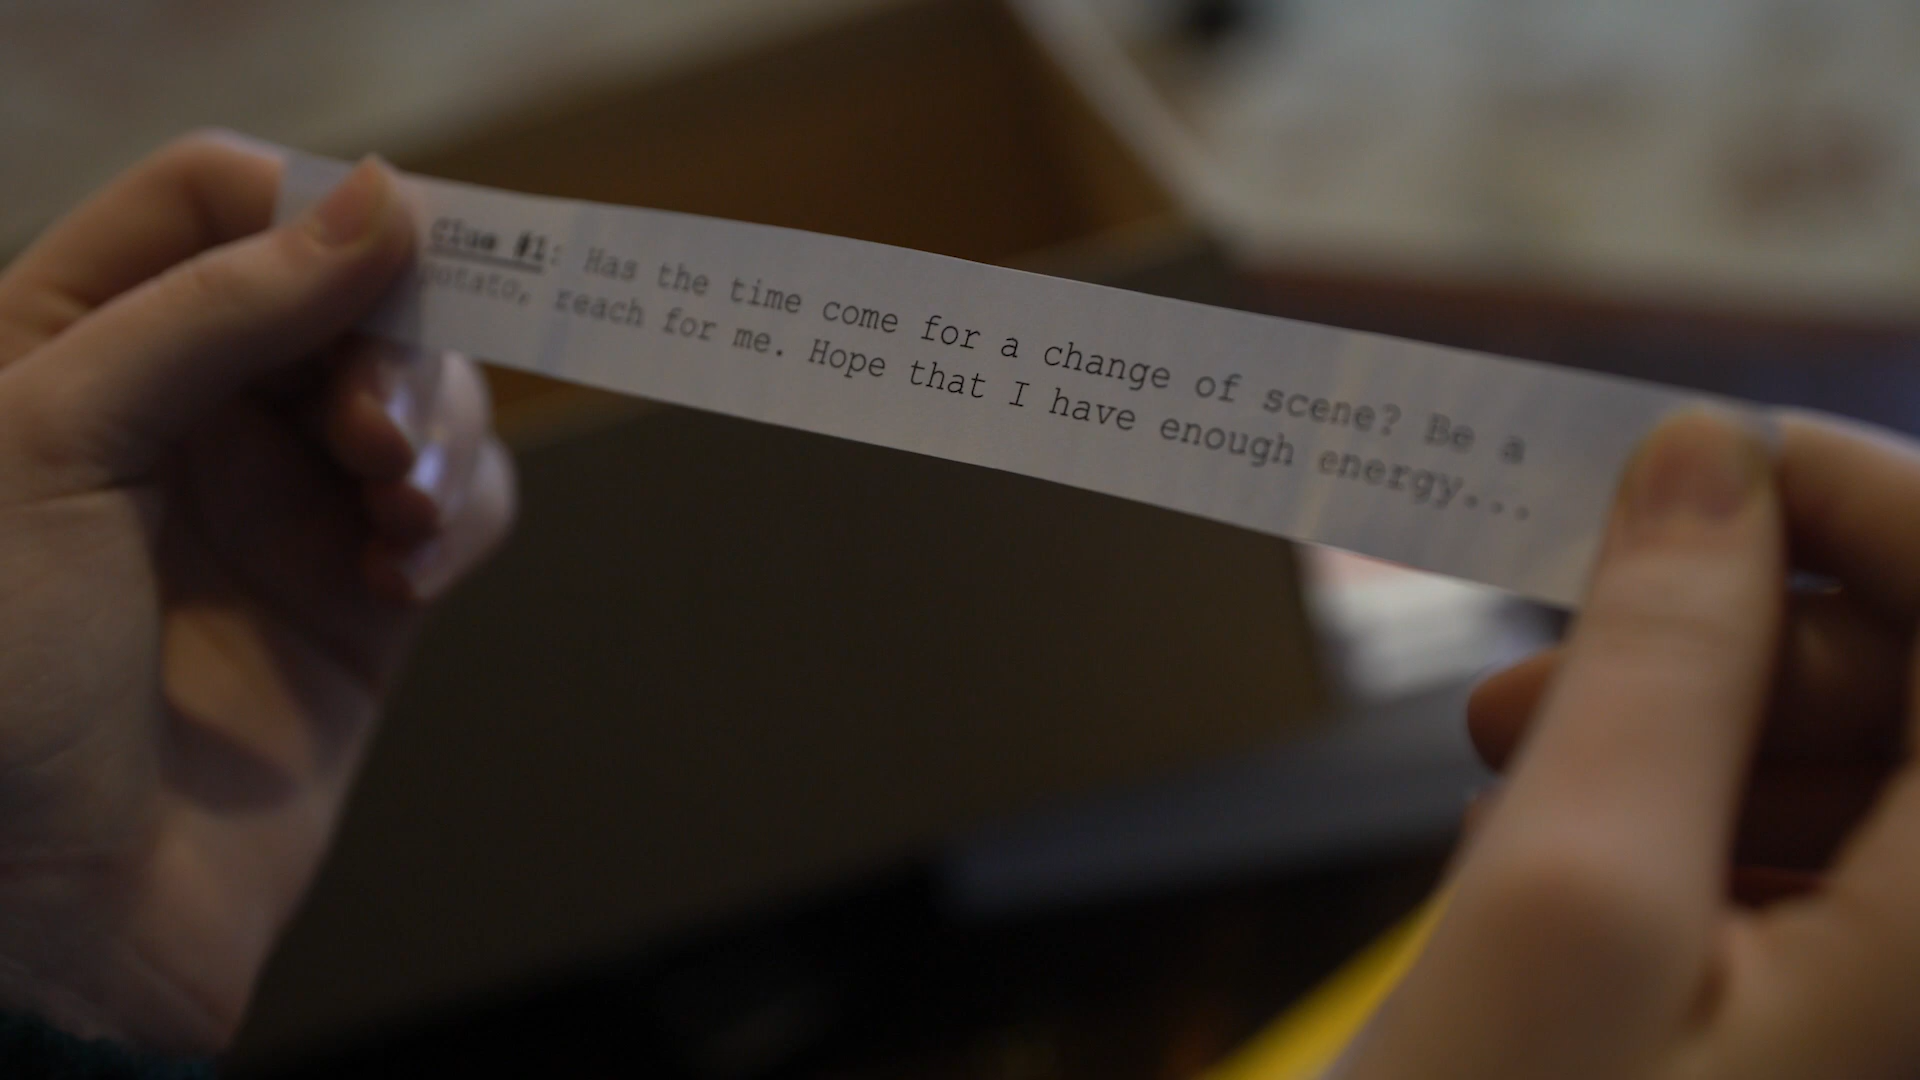 Clue #1: Has the time come for a change of scene? Be a
potato, reach for me. Hope that I have enough energy...